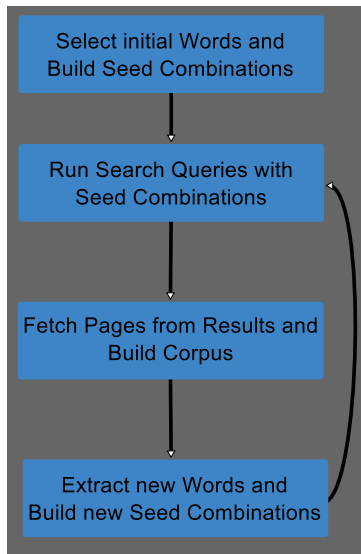 Select initial Words and
Build Seed Combinations
Run Search Queries with
Seed Combinations
Fetch Pages from Results and
Build Corpus
Extract new Words and
Build new Seed Combinations